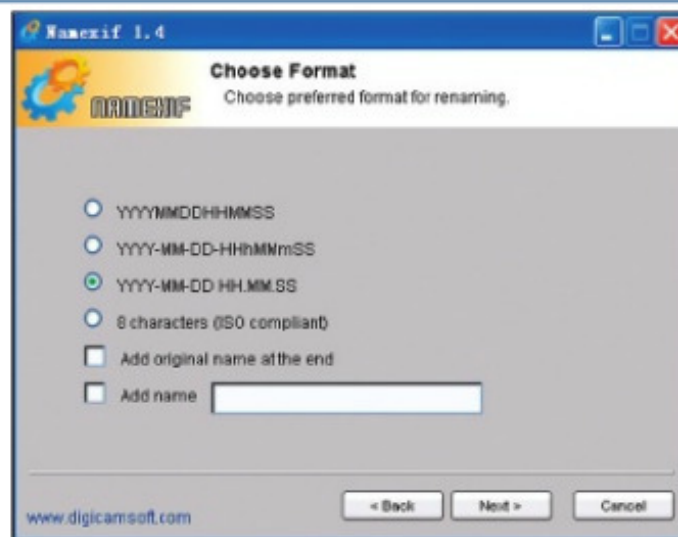 Namexif 1.4
Choose Format
Choose preferred format for renaming.
NAMEXIF
YYYYMMDDHHMMSS
YYYY-MM-DD-HHhMMmSS
YYYY-MM-DD HH.MM.SS
8 characters (ISO compliant)
Add original name at the end
Add name
< Back
Next >
Cancel
www.digicamsoft.com